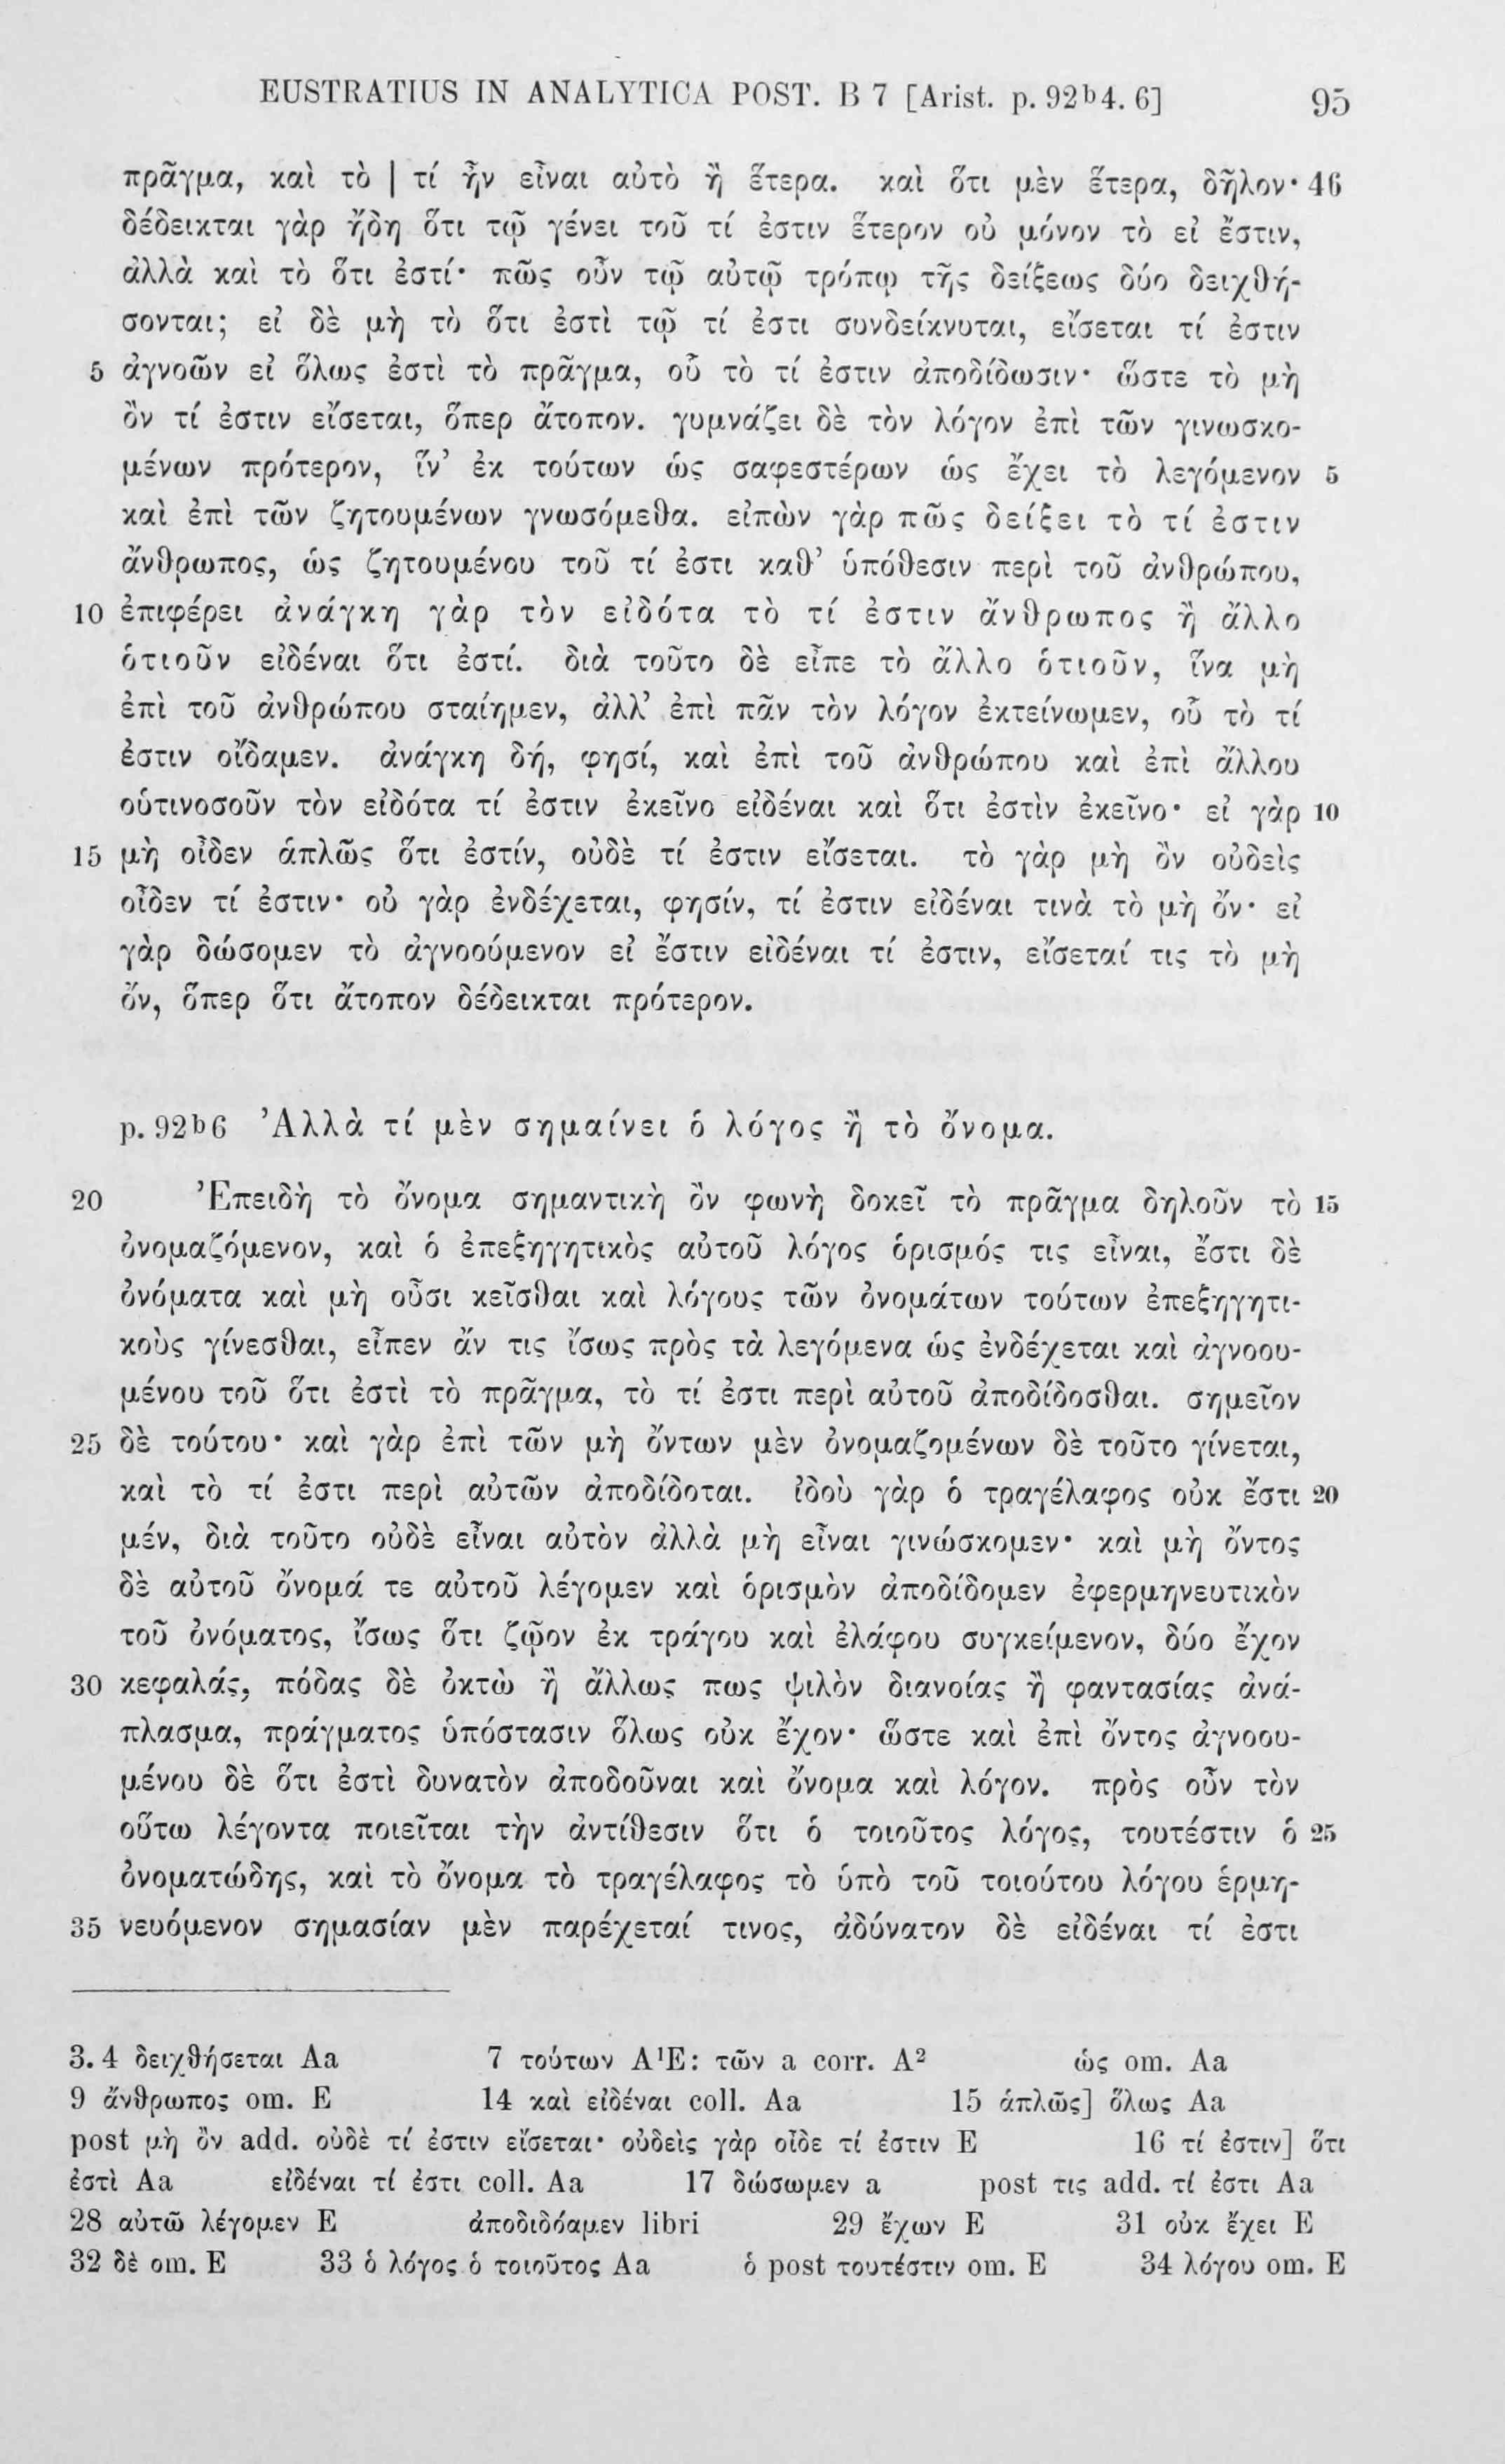 EUSTRATIUS IN ANALYTICA POST. B 7 [Arist. p. 92b4. 6] 95
πρᾶγμα, καὶ τὸ | τί ἦν εἶναι αὐτὸ ἢ ἕτερα. καὶ ὅτι μὲν ἕτερα, δῆλον· 46
δέδεικται γὰρ ἤδη ὅτι τῷ γένει τοῦ τί ἐστιν ἕτερον οὐ μόνον τὸ εἰ ἔστιν,
ἀλλὰ καὶ τὸ ὅτι ἐστί· πῶς οὖν τῷ αὐτῷ τρόπῳ τῆς δείξεως δύο δειχθή-
σονται; εἰ δὲ μὴ τὸ ὅτι ἐστὶ τῷ τί ἐστι συνδείκνυται, εἴσεται τί ἐστιν
5 ἀγνοῶν εἰ ὅλως ἐστὶ τὸ πρᾶγμα, οὗ τὸ τί ἐστιν ἀποδίδωσιν· ὥστε τὸ μὴ
ὂν τί ἐστιν εἴσεται, ὅπερ ἄτοπον. γυμνάζει δὲ τὸν λόγον ἐπὶ τῶν γινωσκο-
μένων πρότερον, ἵν’ ἐκ τούτων ὡς σαφεστέρων ὡς ἔχει τὸ λεγόμενον 5
καὶ ἐπὶ τῶν ζητουμένων γνωσόμεθα. εἰπὼν γὰρ πῶς δείξει τὸ τί ἐστιν
ἄνθρωπος, ὡς ζητουμένου τοῦ τί ἐστι καθ’ ὑπόθεσιν περὶ τοῦ ἀνθρώπου,
10 ἐπιφέρει ἀνάγκη γὰρ τὸν εἰδότα τὸ τί ἐστιν ἄνθρωπος ἢ ἄλλο
ὁτιοῦν εἰδέναι ὅτι ἐστί. διὰ τοῦτο δὲ εἶπε τὸ ἄλλο ὁτιοῦν, ἵνα μὴ
ἐπὶ τοῦ ἀνθρώπου σταίημεν, ἀλλ’ ἐπὶ πᾶν τὸν λόγον ἐκτείνωμεν, οὗ τὸ τί
ἐστιν οἴδαμεν. ἀνάγκη δή, φησί, καὶ ἐπὶ τοῦ ἀνθρώπου καὶ ἐπὶ ἄλλου
οὑτινοσοῦν τὸν εἰδότα τί ἐστιν ἐκεῖνο εἰδέναι καὶ ὅτι ἐστὶν ἐκεῖνο· εἰ γὰρ 10
15 μὴ οἶδεν ἁπλῶς ὅτι ἐστίν, οὐδὲ τί ἐστιν εἴσεται. τὸ γὰρ μὴ ὂν οὐδεὶς
οἶδεν τί ἐστιν· οὐ γὰρ ἐνδέχεται, φησίν, τί ἐστιν εἰδέναι τινὰ τὸ μὴ ὄν· εἰ
γὰρ δώσομεν τὸ ἀγνοούμενον εἰ ἔστιν εἰδέναι τί ἐστιν, εἴσεταί τις τὸ μὴ
ὄν, ὅπερ ὅτι ἄτοπον δέδεικται πρότερον.
p. 92b6 Ἀλλὰ τί μὲν σημαίνει ὁ λόγος ἢ τὸ ὄνομα.
20 Ἐπειδὴ τὸ ὄνομα σημαντικὴ ὂν φωνὴ δοκεῖ τὸ πρᾶγμα δηλοῦν τὸ 15
ὀνομαζόμενον, καὶ ὁ ἐπεξηγητικὸς αὐτοῦ λόγος ὁρισμός τις εἶναι, ἔστι δὲ
ὀνόματα καὶ μὴ οὖσι κεῖσθαι καὶ λόγους τῶν ὀνομάτων τούτων ἐπεξηγητι-
κοὺς γίνεσθαι, εἶπεν ἄν τις ἴσως πρὸς τὰ λεγόμενα ὡς ἐνδέχεται καὶ ἀγνοου-
μένου τοῦ ὅτι ἐστὶ τὸ πρᾶγμα, τὸ τί ἐστι περὶ αὐτοῦ ἀποδίδοσθαι. σημεῖον
25 δὲ τούτου· καὶ γὰρ ἐπὶ τῶν μὴ ὄντων μὲν ὀνομαζομένων δὲ τοῦτο γίνεται,
καὶ τὸ τί ἐστι περὶ αὐτῶν ἀποδίδοται. ἰδοὺ γὰρ ὁ τραγέλαφος οὐκ ἔστι 20
μέν, διὰ τοῦτο οὐδὲ εἶναι αὐτὸν ἀλλὰ μὴ εἶναι γινώσκομεν· καὶ μὴ ὄντος
δὲ αὐτοῦ ὄνομά τε αὐτοῦ λέγομεν καὶ ὁρισμὸν ἀποδίδομεν ἐφερμηνευτικὸν
τοῦ ὀνόματος, ἴσως ὅτι ζῷον ἐκ τράγου καὶ ἐλάφου συγκείμενον, δύο ἔχον
30 κεφαλάς, πόδας δὲ ὀκτὼ ἢ ἄλλως πως ψιλὸν διανοίας ἢ φαντασίας ἀνά-
πλασμα, πράγματος ὑπόστασιν ὅλως οὐκ ἔχον· ὥστε καὶ ἐπὶ ὄντος ἀγνοου-
μένου δὲ ὅτι ἐστὶ δυνατὸν ἀποδοῦναι καὶ ὄνομα καὶ λόγον. πρὸς οὖν τὸν
οὕτω λέγοντα ποιεῖται τὴν ἀντίθεσιν ὅτι ὁ τοιοῦτος λόγος, τουτέστιν ὁ 25
ὀνοματώδης, καὶ τὸ ὄνομα τὸ τραγέλαφος τὸ ὑπὸ τοῦ τοιούτου λόγου ἑρμη-
35 νευόμενον σημασίαν μὲν παρέχεταί τινος, ἀδύνατον δὲ εἰδέναι τί ἐστι
3. 4 δειχθήσεται Aa 7 τούτων A¹E: τῶν a corr. A² ὡς om. Aa
9 ἄνθρωπος om. E 14 καὶ εἰδέναι coll. Aa 15 ἁπλῶς] ὅλως Aa
post μὴ ὂν add. οὐδὲ τί ἐστιν εἴσεται· οὐδεὶς γὰρ οἶδε τί ἐστιν E 16 τί ἐστιν] ὅτι
ἐστὶ Aa εἰδέναι τί ἐστι coll. Aa 17 δώσωμεν a post τις add. τί ἐστι Aa
28 αὐτῶ λέγομεν E ἀποδιδόαμεν libri 29 ἔχων E 31 οὐκ ἔχει E
32 δὲ om. E 33 ὁ λόγος ὁ τοιοῦτος Aa ὁ post τουτέστιν om. E 34 λόγου om. E